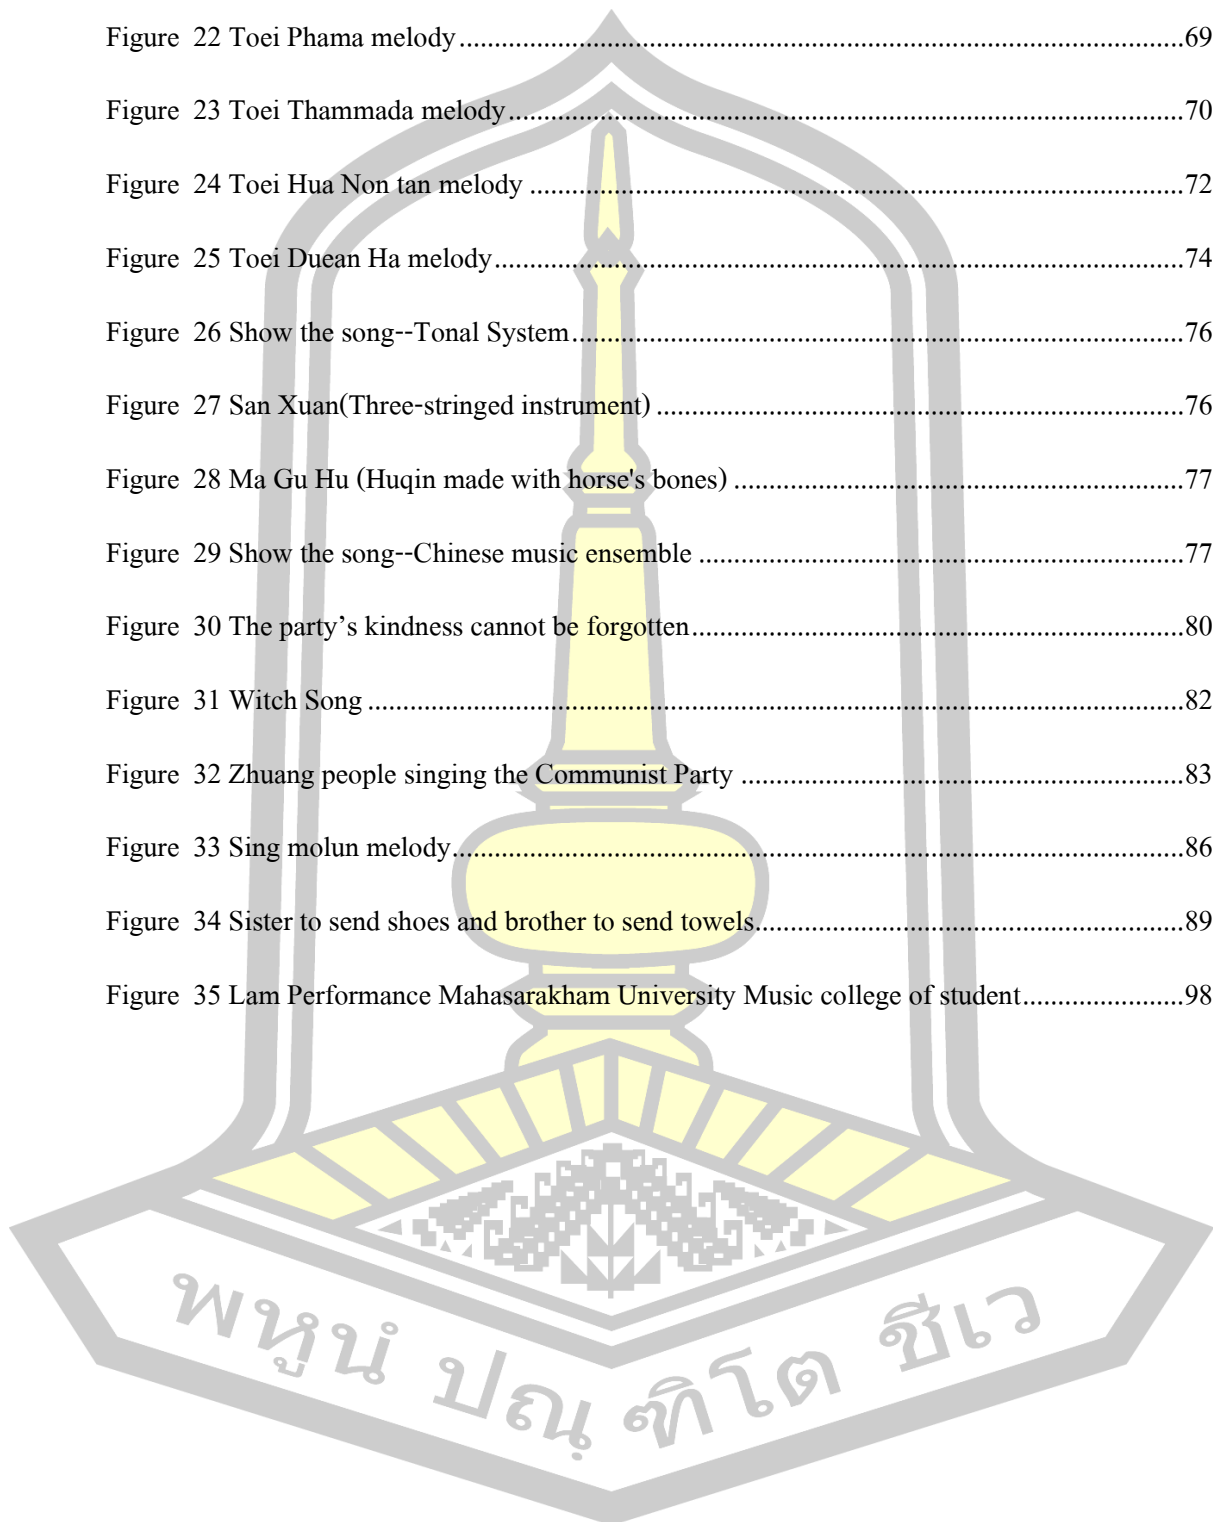 Figure 22 Toei Phama melody.....69
Figure 23 Toei Thammada melody.....70
Figure 24 Toei Hua Non tan melody .....72
Figure 25 Toei Duean Ha melody.....74
Figure 26 Show the song--Tonal System.....76
Figure 27 San Xuan(Three-stringed instrument) .....76
Figure 28 Ma Gu Hu (Huqin made with horse's bones) .....77
Figure 29 Show the song--Chinese music ensemble .....77
Figure 30 The party’s kindness cannot be forgotten.....80
Figure 31 Witch Song .....82
Figure 32 Zhuang people singing the Communist Party .....83
Figure 33 Sing molun melody.....86
Figure 34 Sister to send shoes and brother to send towels.....89
Figure 35 Lam Performance Mahasarakham University Music college of student.....98
พหูนํ ปณฺ ฑิโต ชีเว